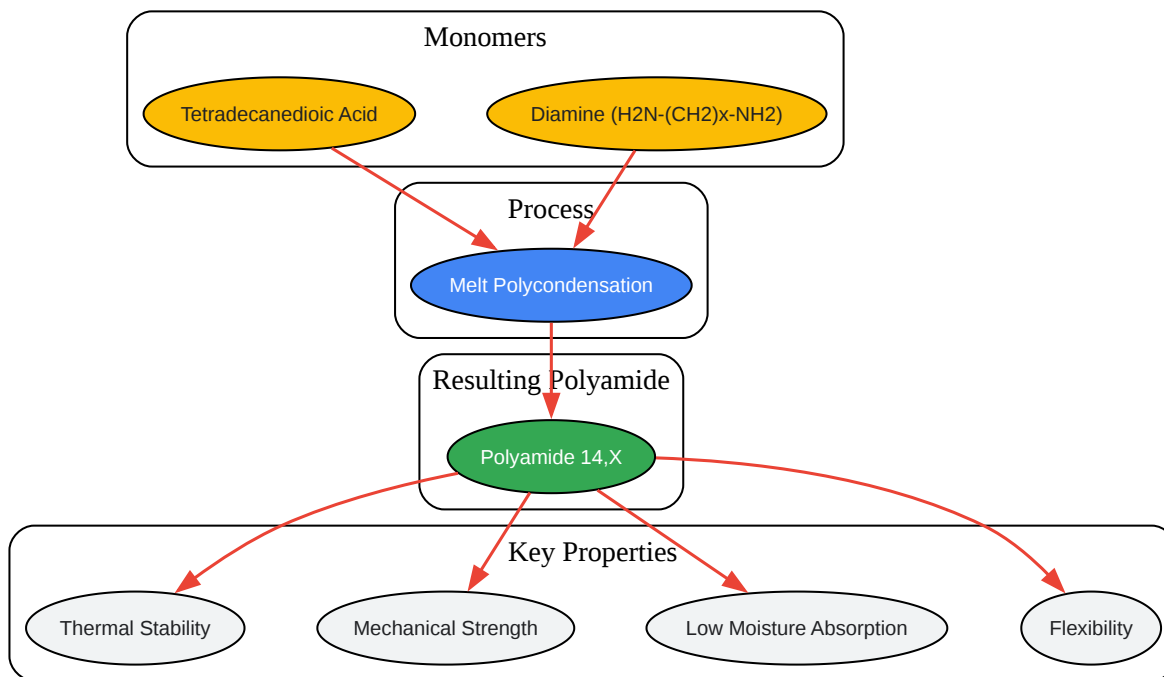 Monomers
Tetradecanedioic Acid
Diamine (H2N-(CH2)x-NH2)
Process
Melt Polycondensation
Resulting Polyamide
Polyamide 14,X
Key Properties
Thermal Stability
Mechanical Strength
Low Moisture Absorption
Flexibility